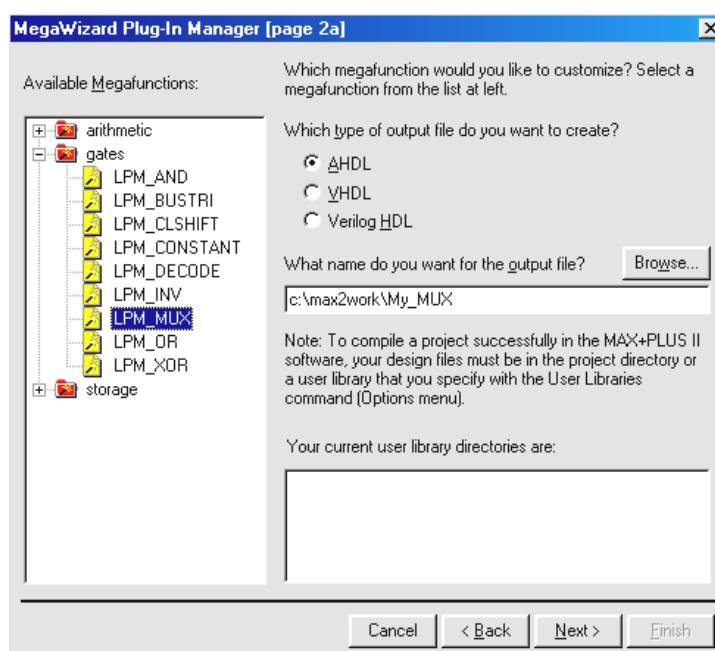 MegaWizard Plug-In Manager [page 2a]
Available Megafunctions:
arithmetic
gates
LPM_AND
LPM_BUSTRI
LPM_CLSHIFT
LPM_CONSTANT
LPM_DECODE
LPM_INV
LPM_MUX
LPM_OR
LPM_XOR
storage
Which megafunction would you like to customize? Select a
megafunction from the list at left.
Which type of output file do you want to create?
AHDL
VHDL
Verilog HDL
What name do you want for the output file?
Browse...
c:\max2work\My_MUX
Note: To compile a project successfully in the MAX+PLUS II
software, your design files must be in the project directory or
a user library that you specify with the User Libraries
command (Options menu).
Your current user library directories are:
Cancel
< Back
Next >
Finish